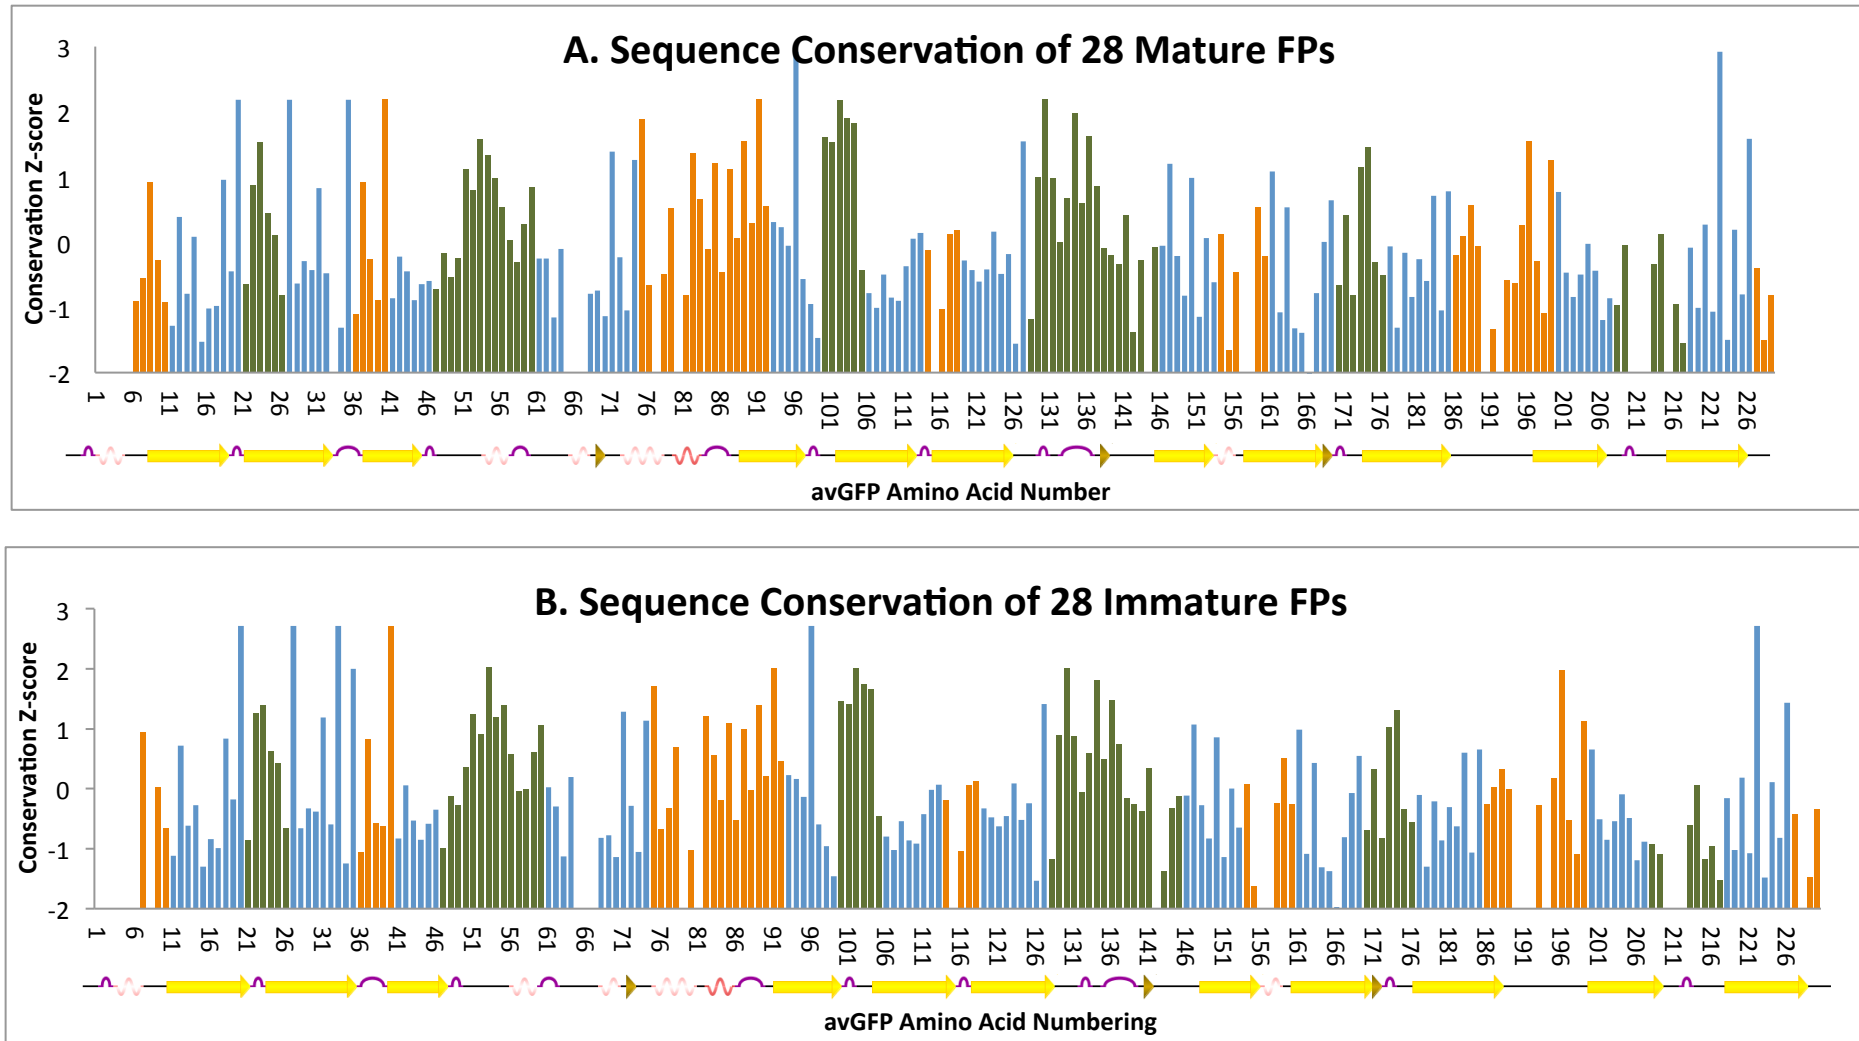 A. Sequence Conservation of 28 Mature FPs
Conservation Z-score
3
2
1
0
-1
-2
1 6 11 16 21 26 31 36 41 46 51 56 61 66 71 76 81 86 91 96 101 106 111 116 121 126 131 136 141 146 151 156 161 166 171 176 181 186 191 196 201 206 211 216 221 226
avGFP Amino Acid Number
B. Sequence Conservation of 28 Immature FPs
Conservation Z-score
3
2
1
0
-1
-2
1 6 11 16 21 26 31 36 41 46 51 56 61 66 71 76 81 86 91 96 101 106 111 116 121 126 131 136 141 146 151 156 161 166 171 176 181 186 191 196 201 206 211 216 221 226
avGFP Amino Acid Numbering